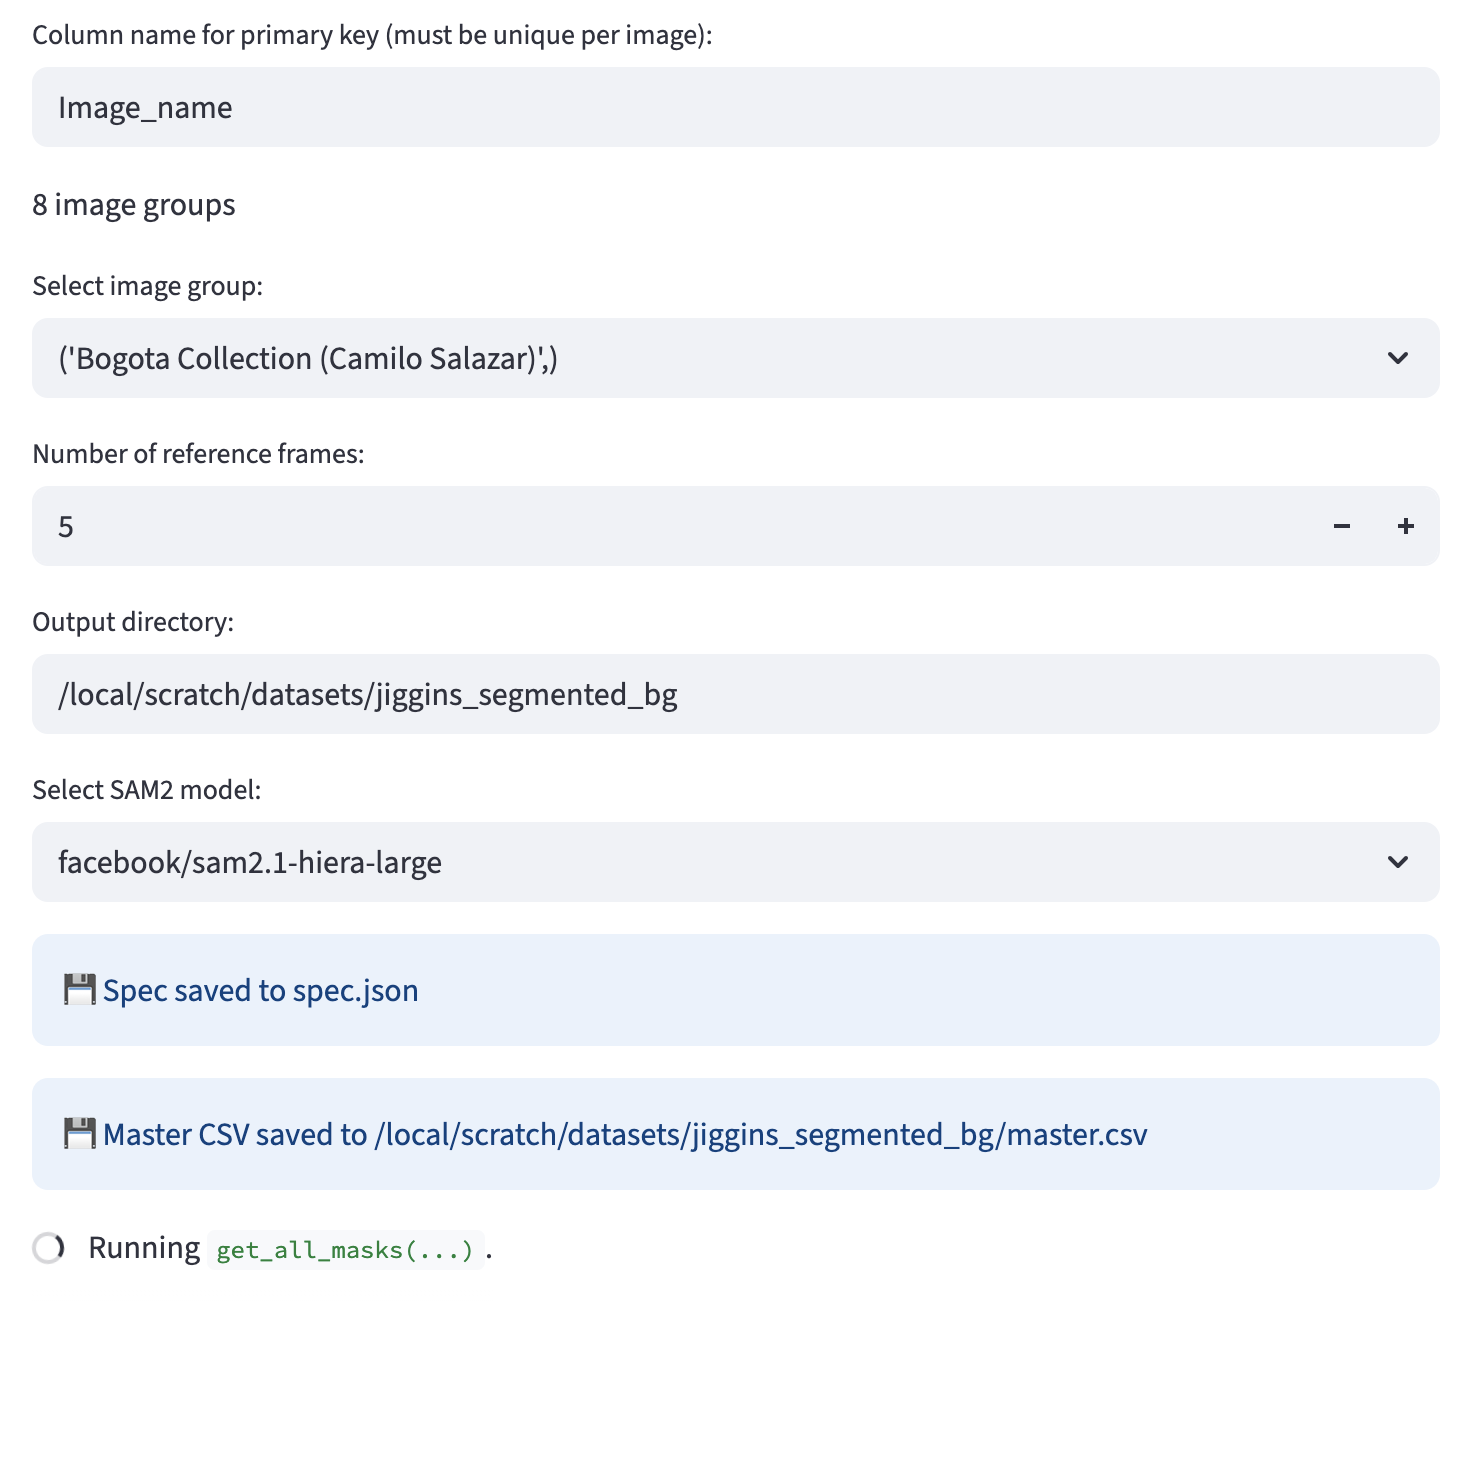 Column name for primary key (must be unique per image):
Image_name
8 image groups
Select image group:
('Bogota Collection (Camilo Salazar)',)
Number of reference frames:
5
Output directory:
/local/scratch/datasets/jiggins_segmented_bg
Select SAM2 model:
facebook/sam2.1-hiera-large
💾 Spec saved to spec.json
💾 Master CSV saved to /local/scratch/datasets/jiggins_segmented_bg/master.csv
Running get_all_masks(...).